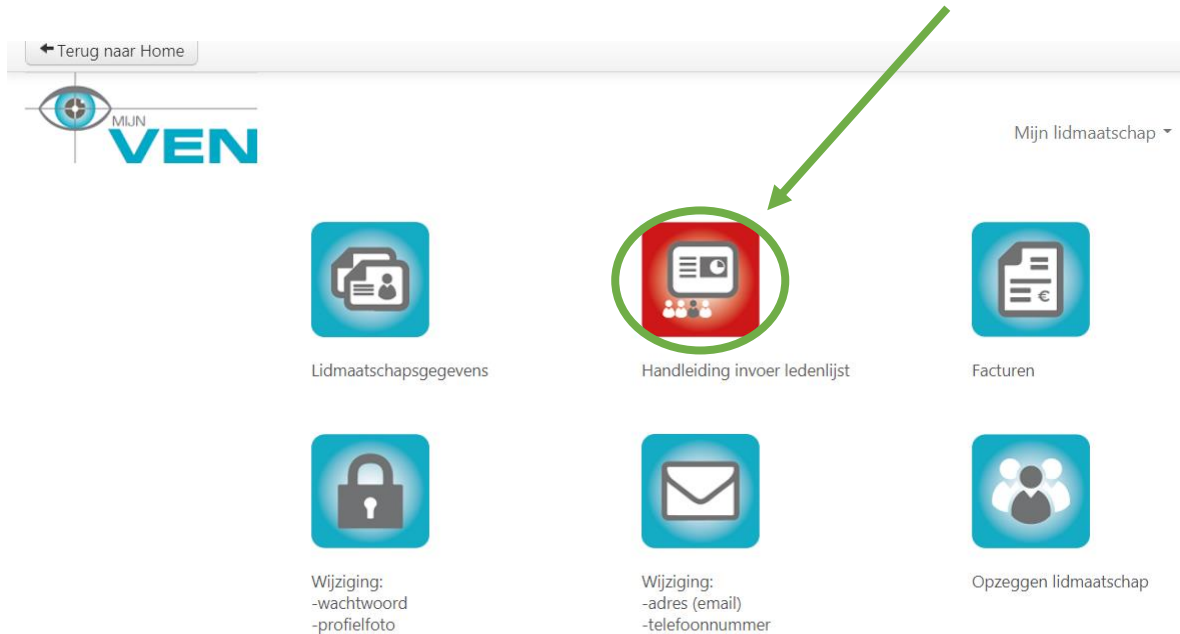 Terug naar Home
MIJN
VEN
Mijn lidmaatschap
Lidmaatschapsgegevens
Handleiding invoer ledenlijst
Facturen
Wijziging:
-wachtwoord
-profielfoto
Wijziging:
-adres (email)
-telefoonnummer
Opzeggen lidmaatschap